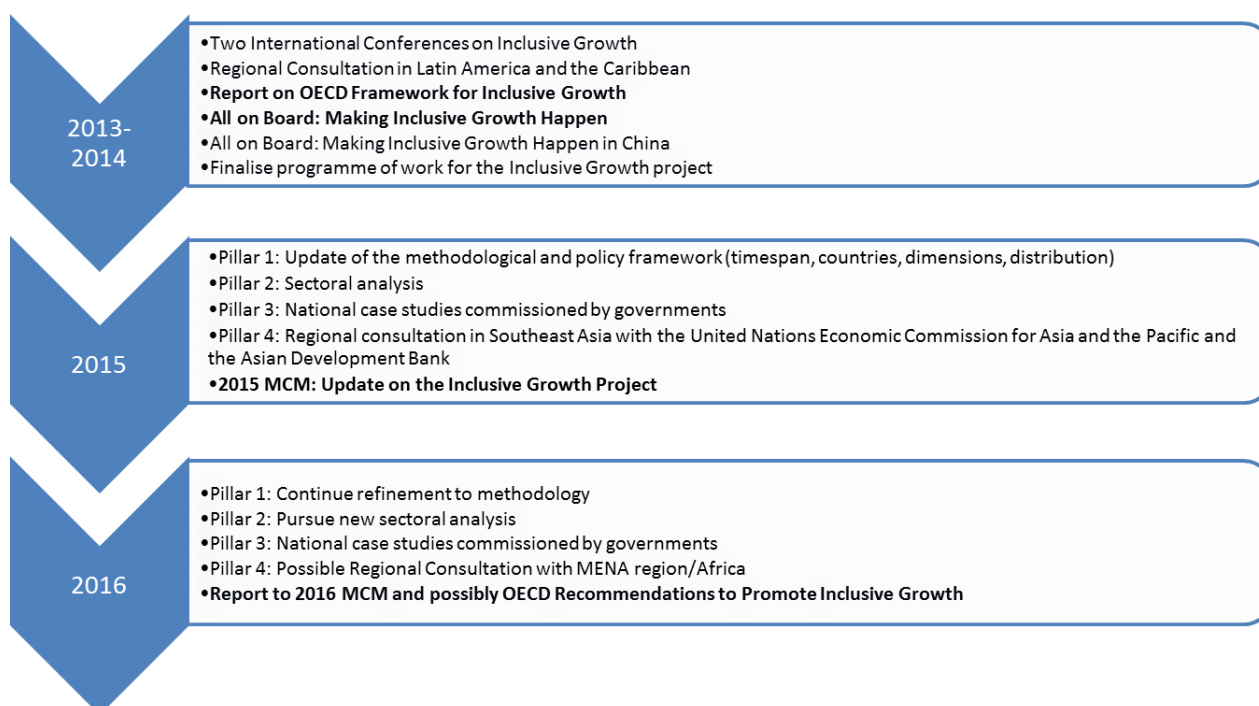 2013-
2014
•Two International Conferences on Inclusive Growth
•Regional Consultation in Latin America and the Caribbean
•Report on OECD Framework for Inclusive Growth
•All on Board: Making Inclusive Growth Happen
•All on Board: Making Inclusive Growth Happen in China
•Finalise programme of work for the Inclusive Growth project
2015
•Pillar 1: Update of the methodological and policy framework (timespan, countries, dimensions, distribution)
•Pillar 2: Sectoral analysis
•Pillar 3: National case studies commissioned by governments
•Pillar 4: Regional consultation in Southeast Asia with the United Nations Economic Commission for Asia and the Pacific and
the Asian Development Bank
•2015 MCM: Update on the Inclusive Growth Project
2016
•Pillar 1: Continue refinement to methodology
•Pillar 2: Pursue new sectoral analysis
•Pillar 3: National case studies commissioned by governments
•Pillar 4: Possible Regional Consultation with MENA region/Africa
•Report to 2016 MCM and possibly OECD Recommendations to Promote Inclusive Growth